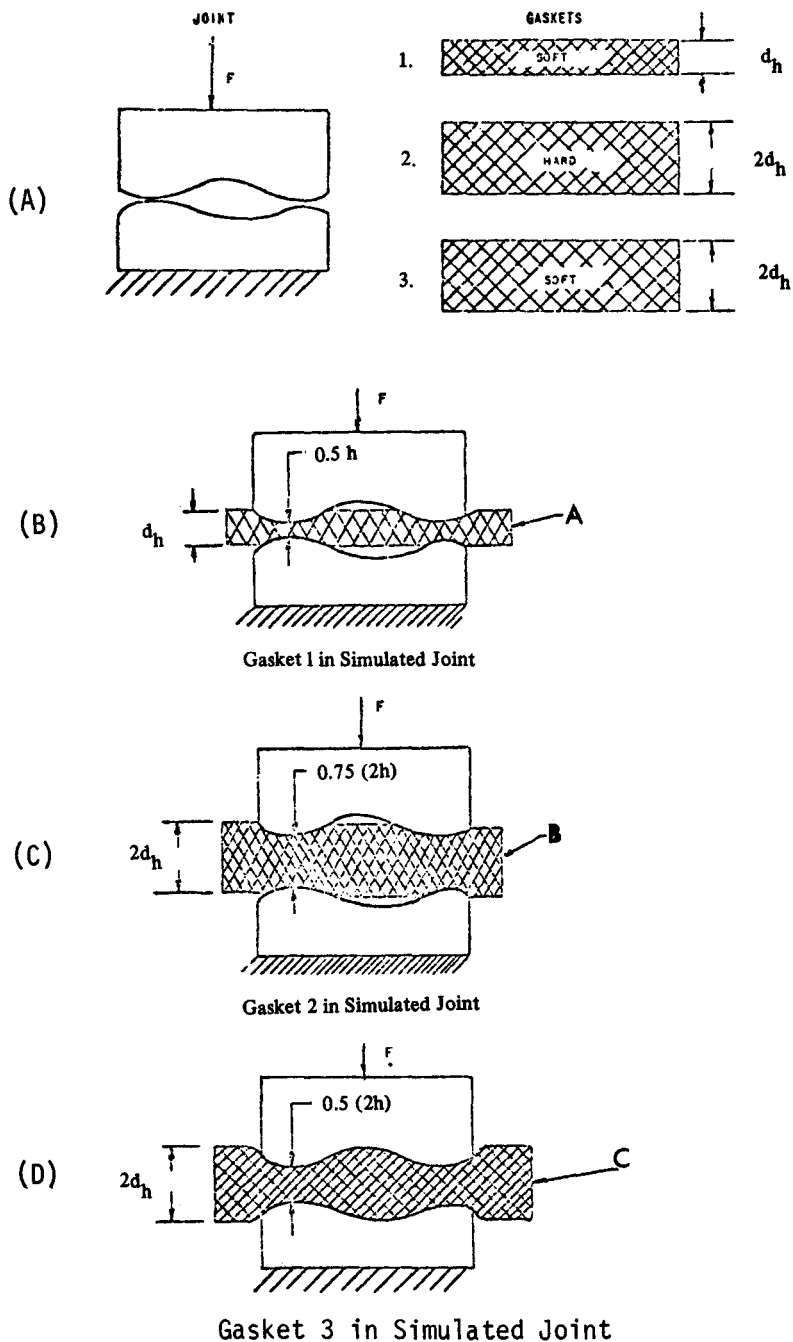 JOINT
F
(A)
GASKETS
1. SOFT d_h
2. HARD 2d_h
3. SOFT 2d_h
F
0.5 h
(B)
d_h
A
Gasket 1 in Simulated Joint
F
0.75 (2h)
(C)
2d_h
B
Gasket 2 in Simulated Joint
F
0.5 (2h)
(D)
2d_h
C
Gasket 3 in Simulated Joint